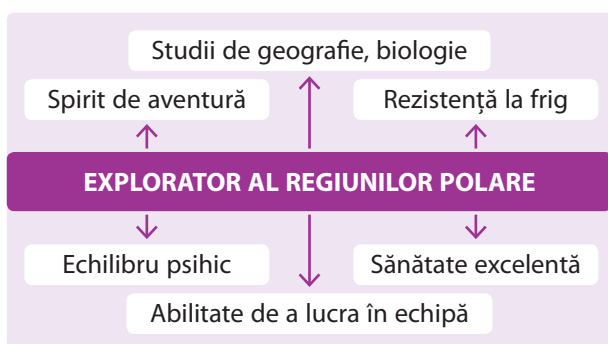 Studii de geografie, biologie
Spirit de aventură
Rezistență la frig
EXPLORATOR AL REGIUNILOR POLARE
Echilibru psihic
Sănătate excelentă
Abilitate de a lucra în echipă